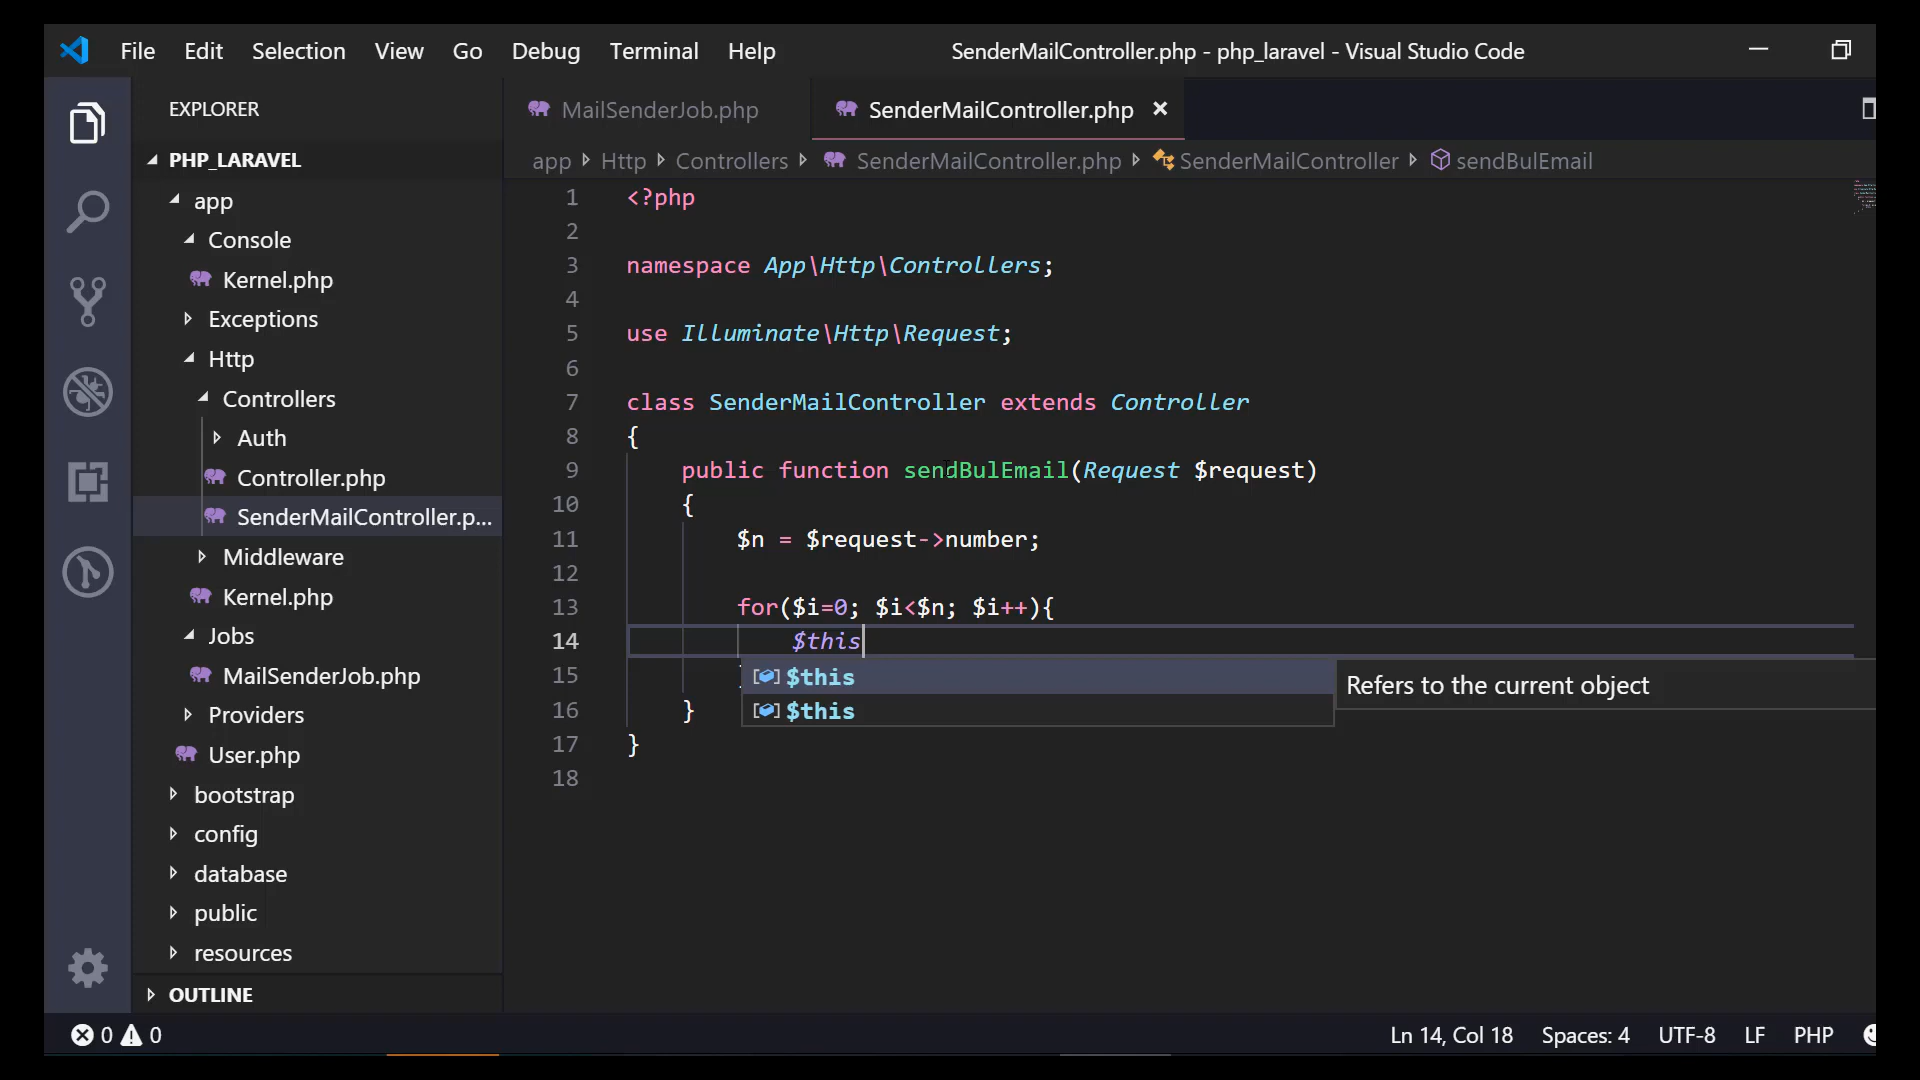 File Edit Selection View Go Debug Terminal Help SenderMailController.php - php_laravel - Visual Studio Code
EXPLORER
PHP_LARAVEL
app
Console
Kernel.php
Exceptions
Http
Controllers
Auth
Controller.php
SenderMailController.p...
Middleware
Kernel.php
Jobs
MailSenderJob.php
Providers
User.php
bootstrap
config
database
public
resources
OUTLINE
MailSenderJob.php SenderMailController.php
app Http Controllers SenderMailController.php SenderMailController sendBulEmail
1 <?php
2
3 namespace App\Http\Controllers;
4
5 use Illuminate\Http\Request;
6
7 class SenderMailController extends Controller
8 {
9 public function sendBulEmail(Request $request)
10 {
11 $n = $request->number;
12
13 for($i=0; $i<$n; $i++){
14 $this
15
16 }
17 }
18
$this
$this
Refers to the current object
0 0 Ln 14, Col 18 Spaces: 4 UTF-8 LF PHP